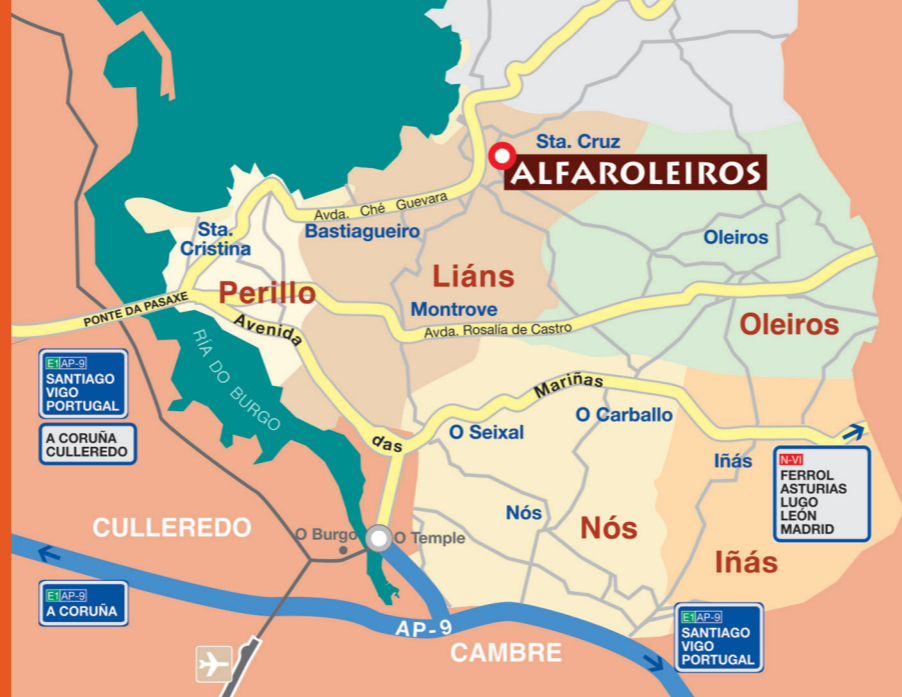 Sta. Cruz
ALFAROLEIROS
Avda. Ché Guevara
Sta.
Cristina
Bastiagueiro
Oleiros
Liáns
Perillo
Montrove
PONTE DA PASAXE
Avenida
Avda. Rosalía de Castro
Oleiros
RÍA DO BURGO
E1 AP-9
SANTIAGO
VIGO
PORTUGAL
A CORUÑA
CULLEREDO
Mariñas
das
O Seixal
O Carballo
Iñás
N-VI
FERROL
ASTURIAS
LUGO
LEÓN
MADRID
Nós
Nós
CULLEREDO
O Burgo
O Temple
Iñás
E1 AP-9
A CORUÑA
AP-9
CAMBRE
E1 AP-9
SANTIAGO
VIGO
PORTUGAL